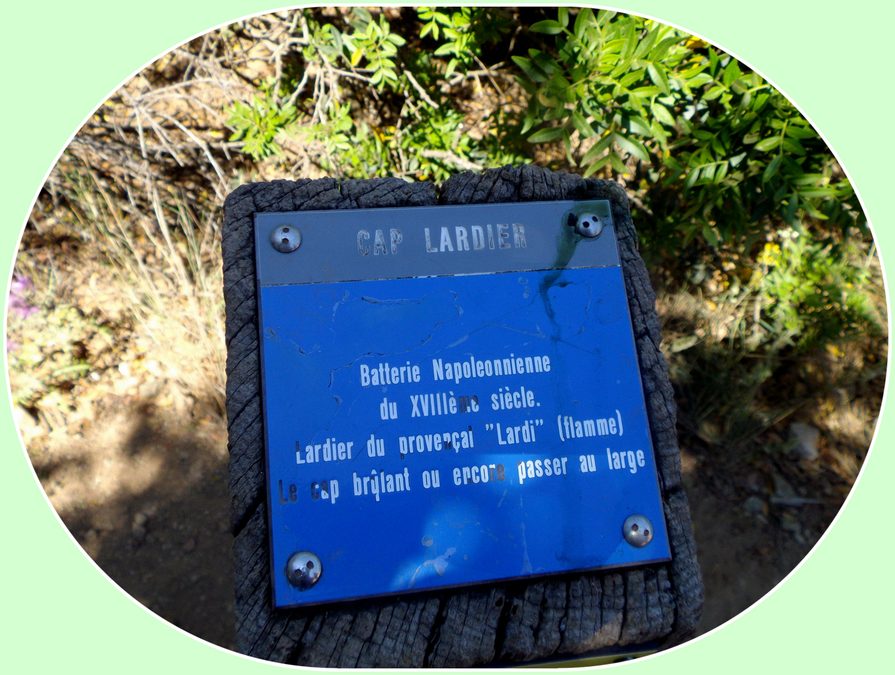 CAP LARDIER
Batterie Napoleonnienne
du XVIIIème siècle.
Lardier du provençal "Lardi" (flamme)
Le cap brûlant ou encore passer au large